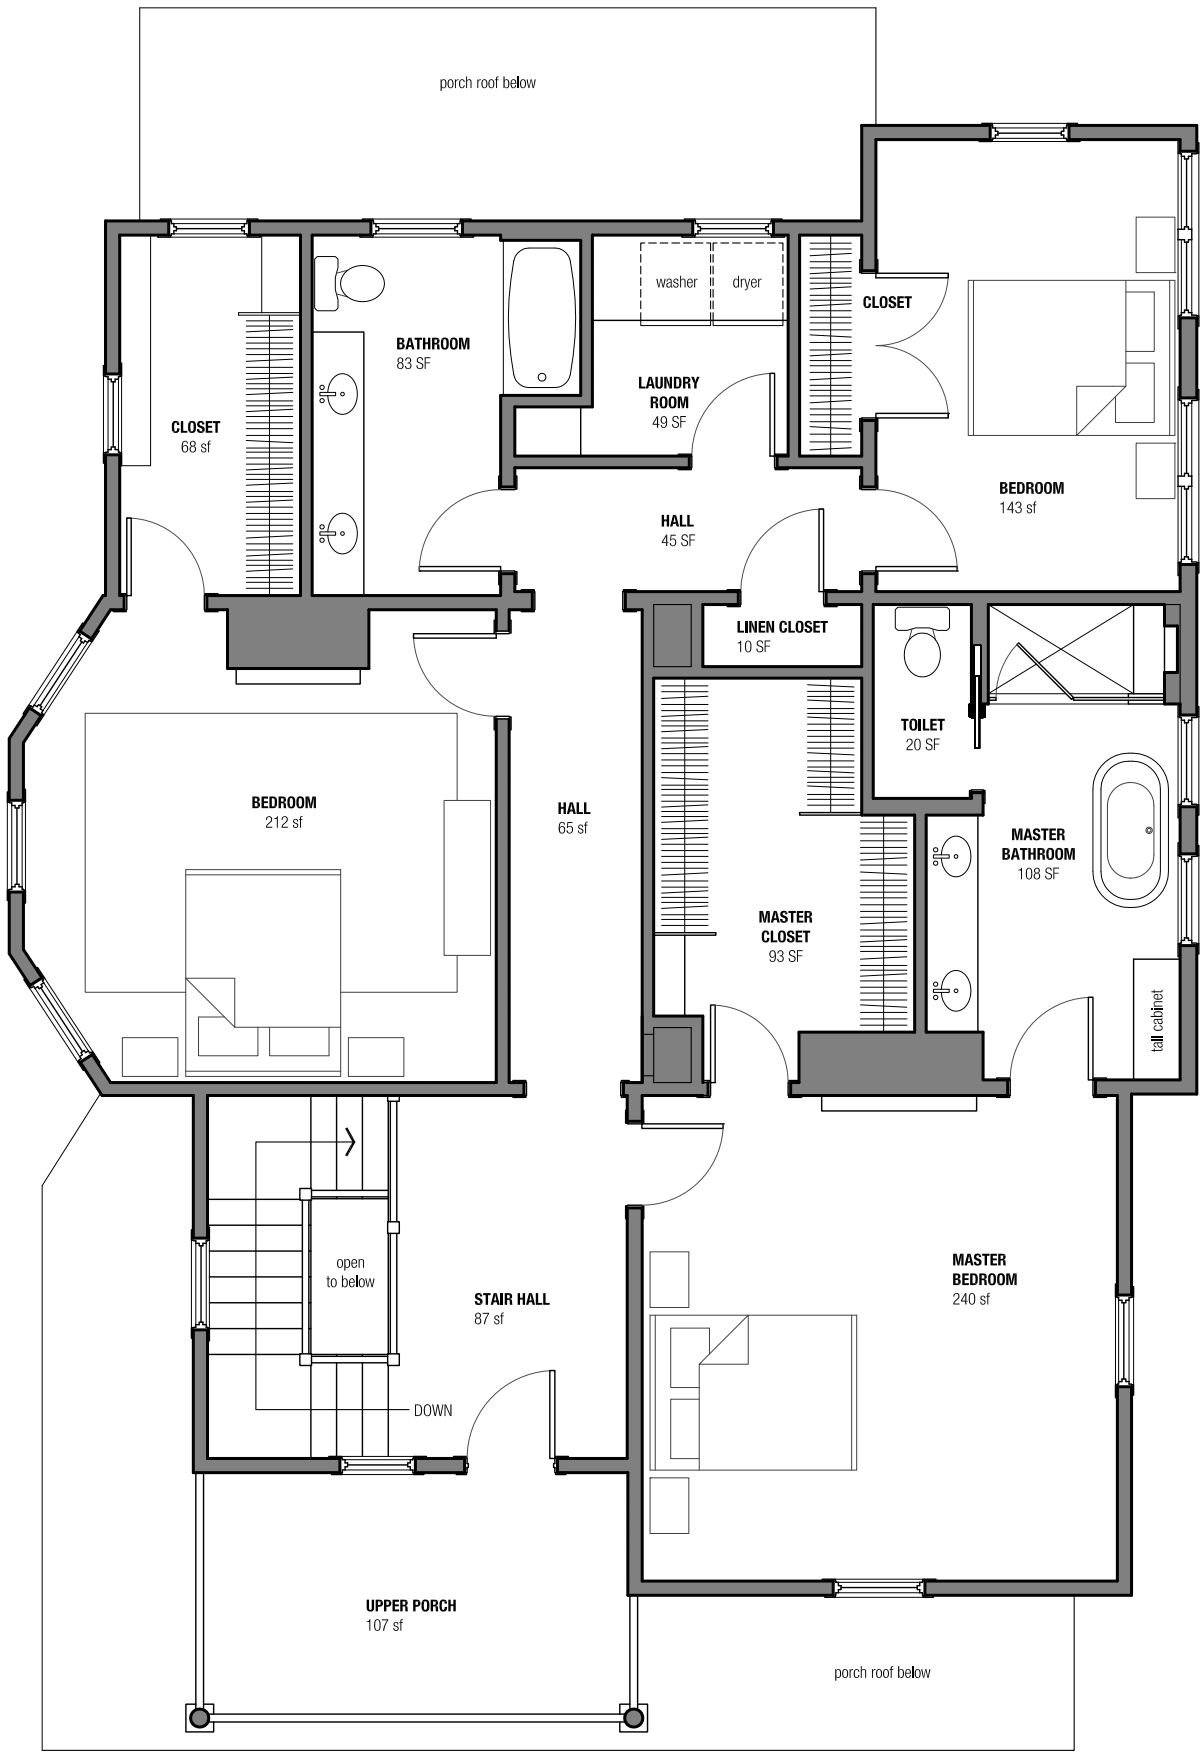 porch roof below
washer
dryer
CLOSET
BATHROOM
83 SF
LAUNDRY
ROOM
49 SF
CLOSET
68 sf
BEDROOM
143 sf
HALL
45 SF
LINEN CLOSET
10 SF
TOILET
20 SF
BEDROOM
212 sf
HALL
65 sf
MASTER
BATHROOM
108 SF
MASTER
CLOSET
93 SF
tall cabinet
open
to below
MASTER
BEDROOM
240 sf
STAIR HALL
87 sf
DOWN
UPPER PORCH
107 sf
porch roof below